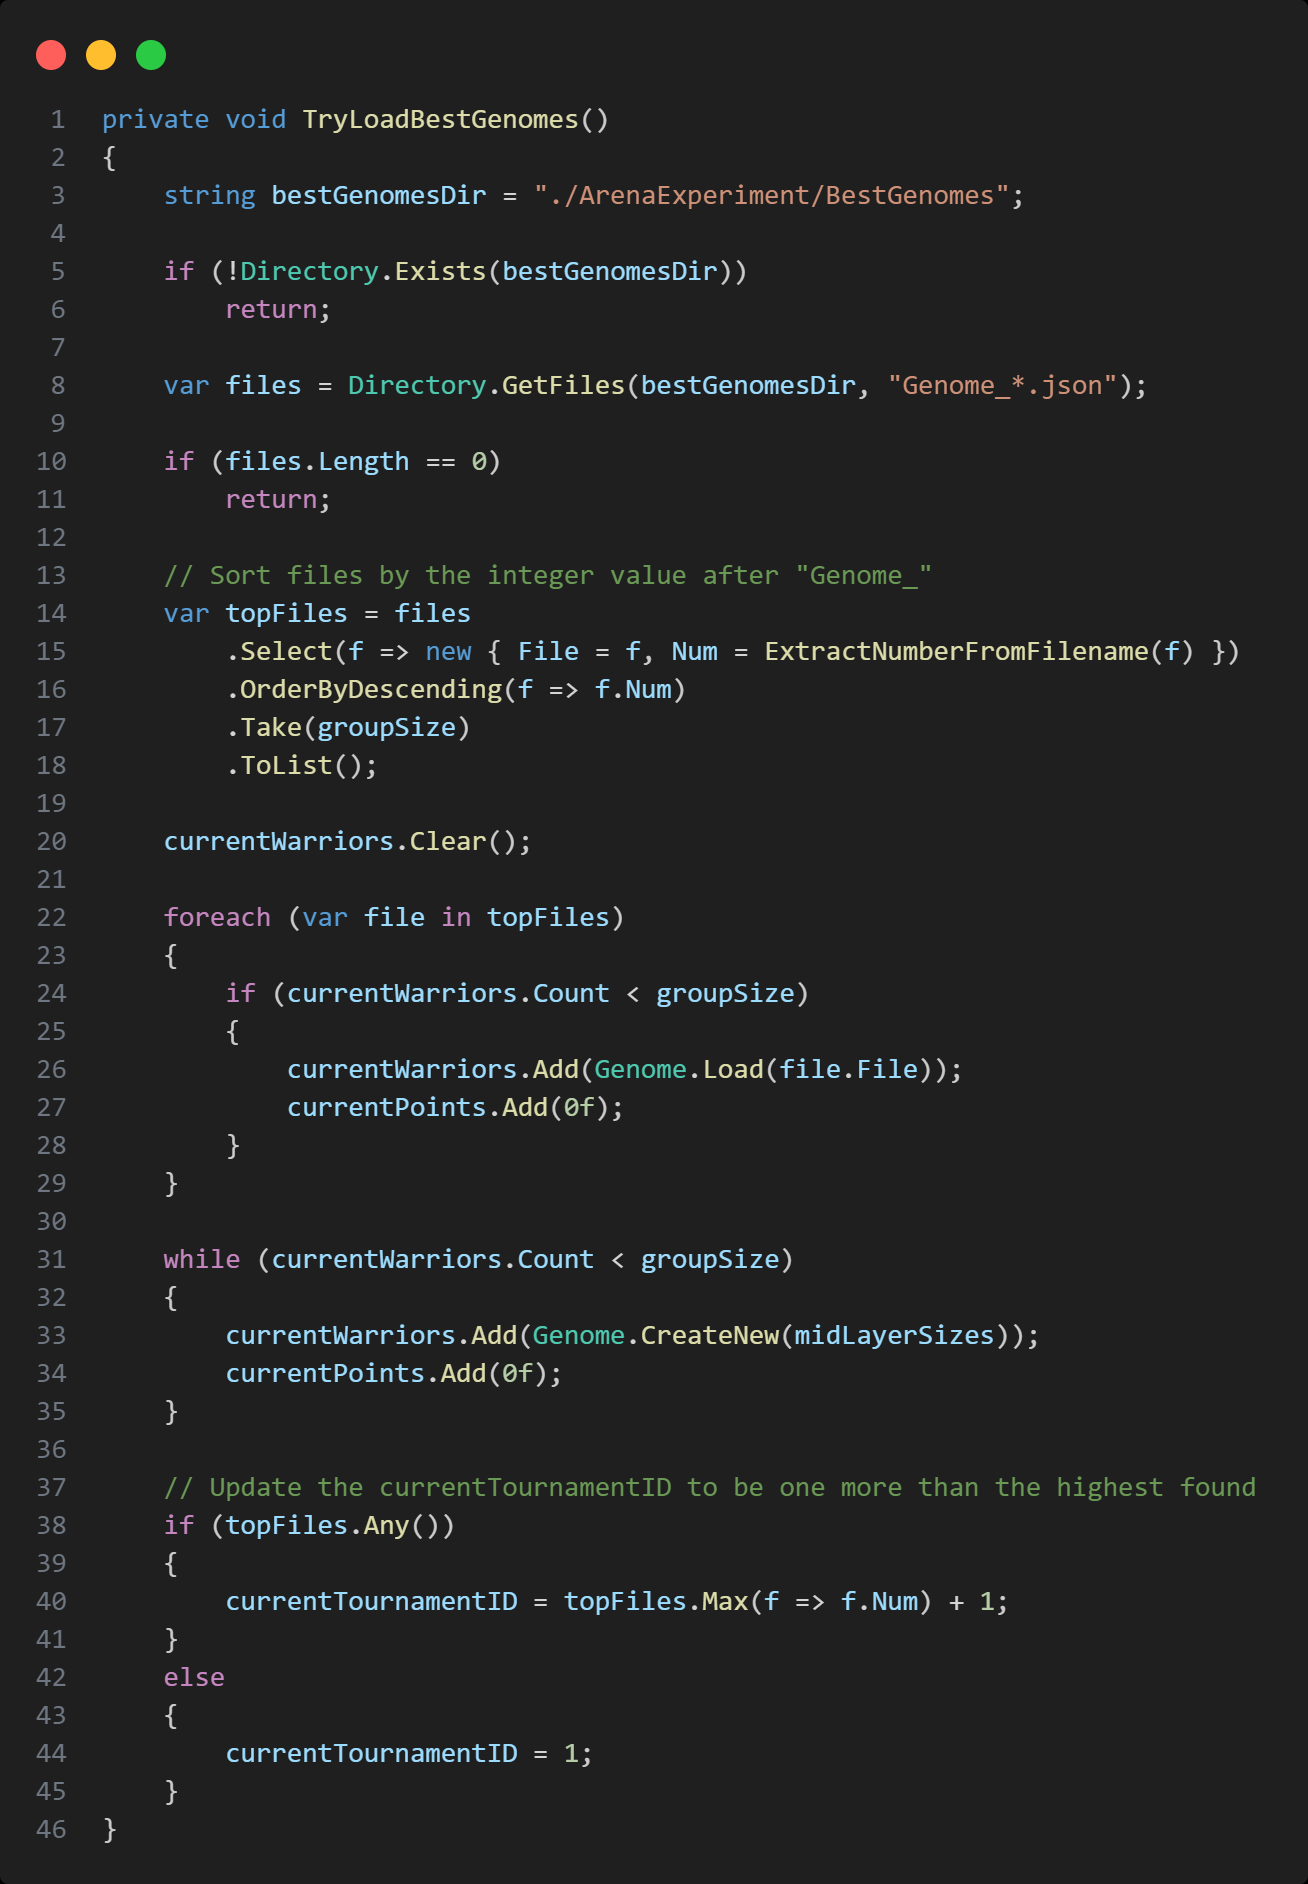 1 private void TryLoadBestGenomes()
2 {
3     string bestGenomesDir = "./ArenaExperiment/BestGenomes";
4
5     if (!Directory.Exists(bestGenomesDir))
6         return;
7
8     var files = Directory.GetFiles(bestGenomesDir, "Genome_*.json");
9
10     if (files.Length == 0)
11         return;
12
13     // Sort files by the integer value after "Genome_"
14     var topFiles = files
15         .Select(f => new { File = f, Num = ExtractNumberFromFilename(f) })
16         .OrderByDescending(f => f.Num)
17         .Take(groupSize)
18         .ToList();
19
20     currentWarriors.Clear();
21
22     foreach (var file in topFiles)
23     {
24         if (currentWarriors.Count < groupSize)
25         {
26             currentWarriors.Add(Genome.Load(file.File));
27             currentPoints.Add(0f);
28         }
29     }
30
31     while (currentWarriors.Count < groupSize)
32     {
33         currentWarriors.Add(Genome.CreateNew(midLayerSizes));
34         currentPoints.Add(0f);
35     }
36
37     // Update the currentTournamentID to be one more than the highest found
38     if (topFiles.Any())
39     {
40         currentTournamentID = topFiles.Max(f => f.Num) + 1;
41     }
42     else
43     {
44         currentTournamentID = 1;
45     }
46 }